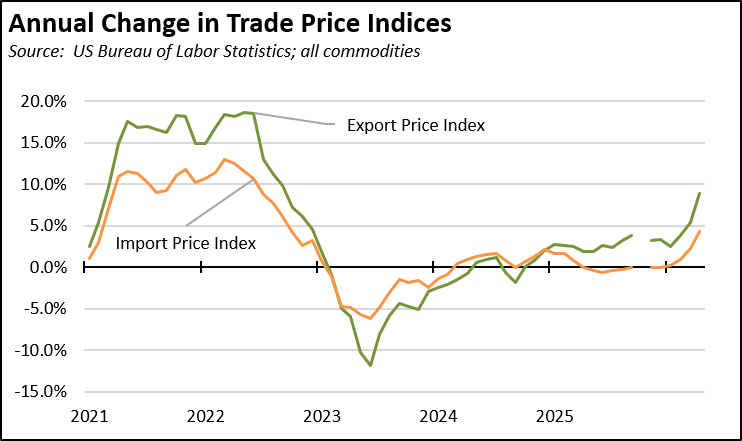 Annual Change in Trade Price Indices
Source:  US Bureau of Labor Statistics; all commodities
20.0%
Export Price Index
15.0%
10.0%
5.0%
Import Price Index
0.0%
-5.0%
-10.0%
-15.0%
2021 2022 2023 2024 2025